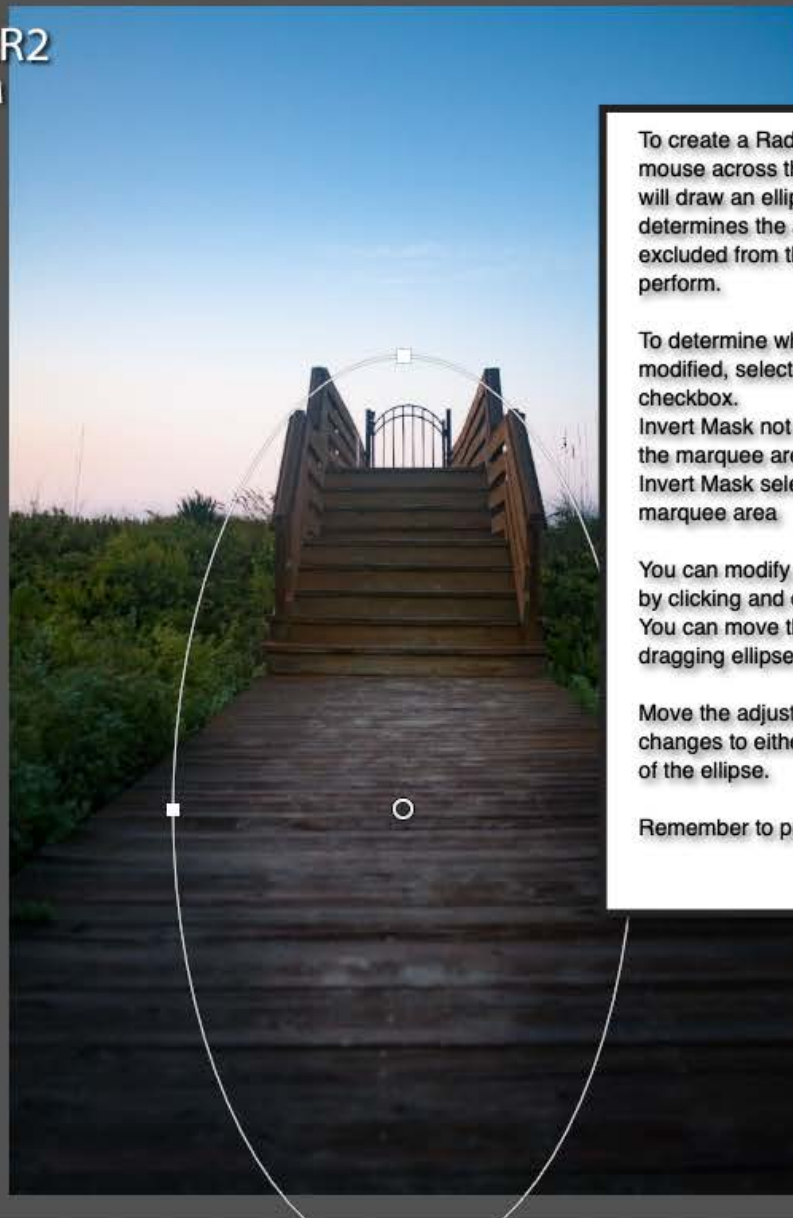 R2
To create a Rad
mouse across th
will draw an ellip
determines the
excluded from th
perform.
To determine wh
modified, select
checkbox.
Invert Mask not
the marquee are
Invert Mask sele
marquee area
You can modify
by clicking and
You can move th
dragging ellipse
Move the adjust
changes to eithe
of the ellipse.
Remember to pr